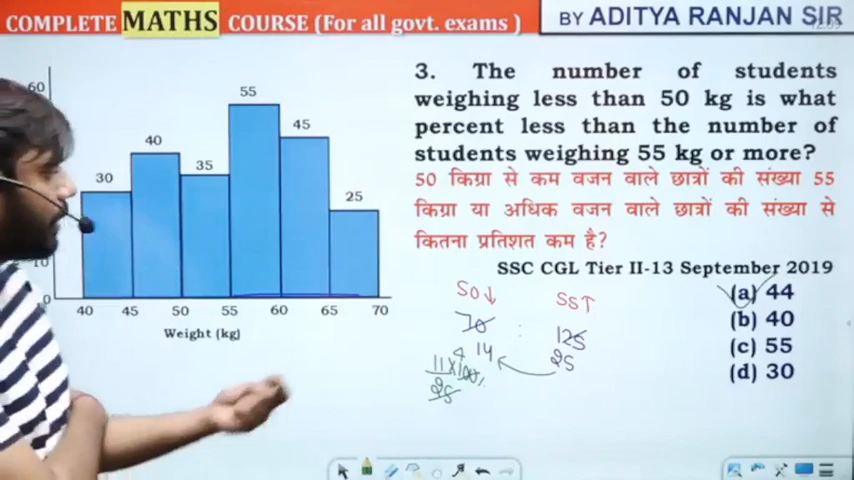 COMPLETE MATHS COURSE (For all govt. exams )
BY ADITYA RANJAN SIR
60
55
45
40
35
30
25
10
0
40 45 50 55 60 65 70
Weight (kg)
3. The number of students
weighing less than 50 kg is what
percent less than the number of
students weighing 55 kg or more?
50 किग्रा से कम वजन वाले छात्रों की संख्या 55
किग्रा या अधिक वजन वाले छात्रों की संख्या से
कितना प्रतिशत कम है?
SSC CGL Tier II-13 September 2019
(a) 44
(b) 40
(c) 55
(d) 30
50↓ 55↑
70 : 125
14 25
4
11×100
25